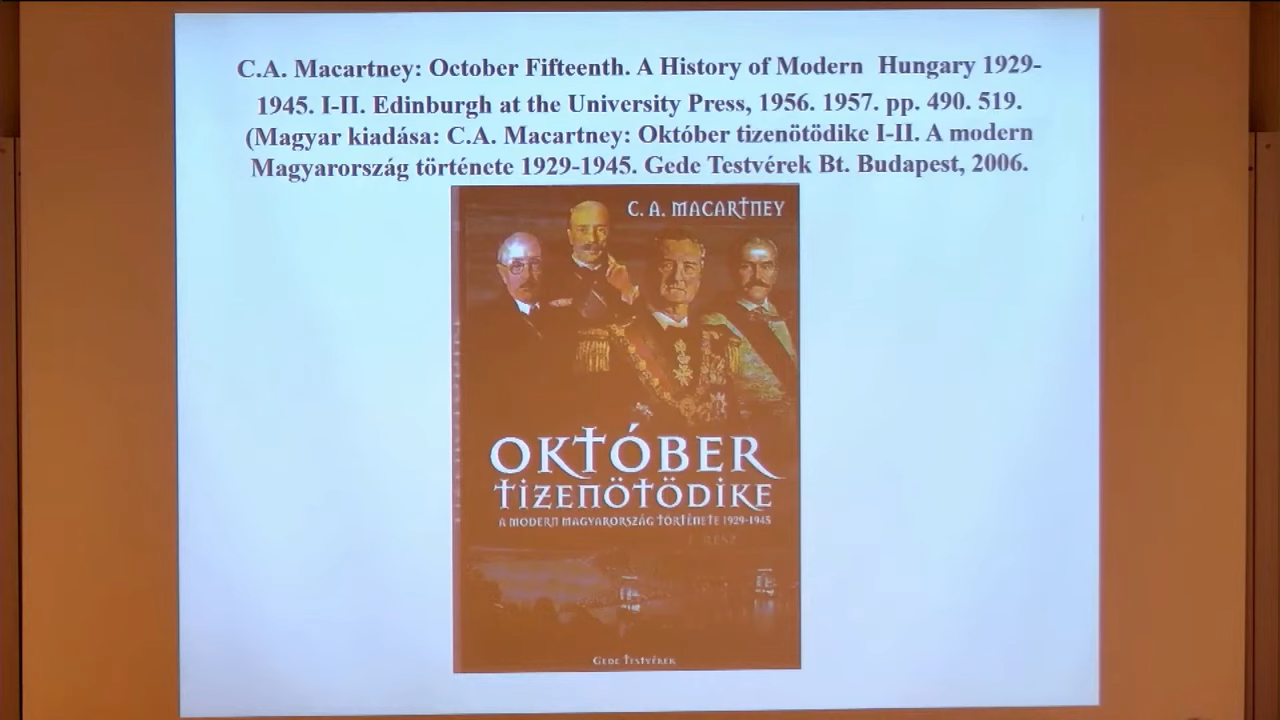 C.A. Macartney: October Fifteenth. A History of Modern Hungary 1929-
1945. I-II. Edinburgh at the University Press, 1956. 1957. pp. 490. 519.
(Magyar kiadása: C.A. Macartney: Október tizenötödike I-II. A modern
Magyarország története 1929-1945. Gede Testvérek Bt. Budapest, 2006.
C. A. MACARTNEY
OKTÓBER
TIZENÖTÖDIKE
A MODERN MAGYARORSZÁG TÖRTÉNETE 1929-1945
RÉSZ
GEDE TESTVÉREK